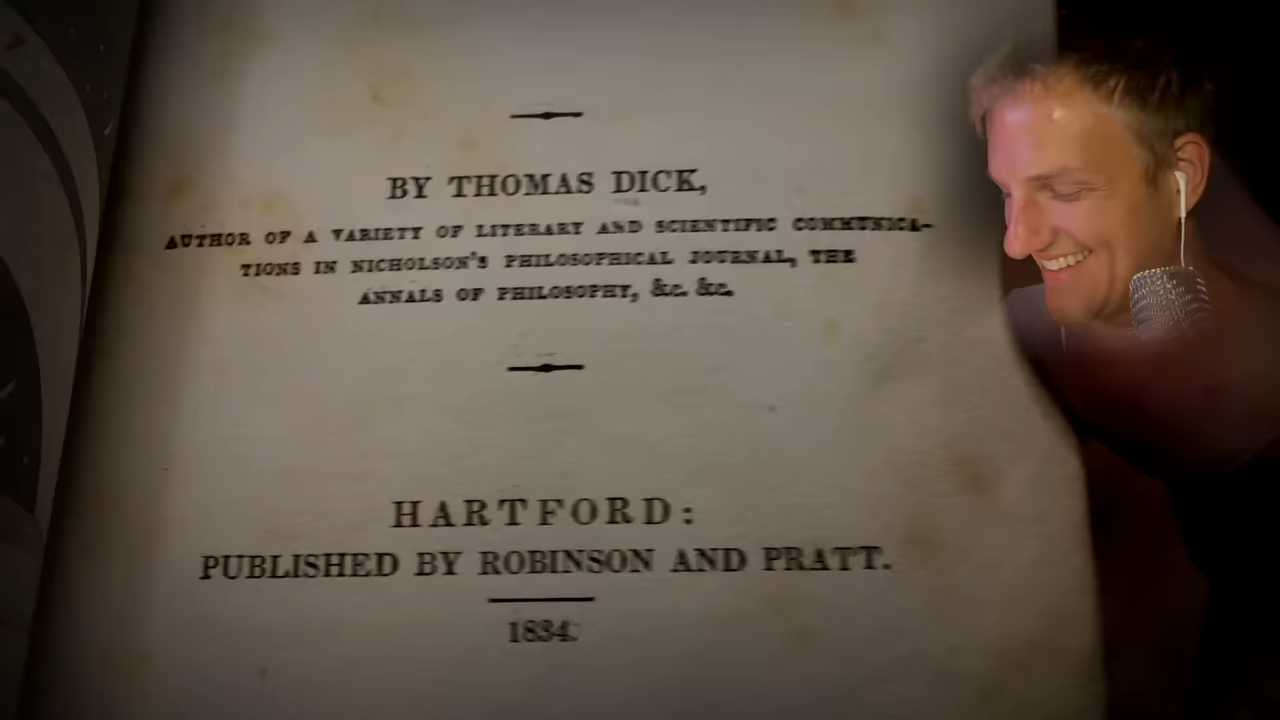 BY THOMAS DICK,
AUTHOR OF A VARIETY OF LITERARY AND SCIENTIFIC COMMUNICA-
TIONS IN NICHOLSON'S PHILOSOPHICAL JOURNAL, THE
ANNALS OF PHILOSOPHY, &c. &c.
HARTFORD:
PUBLISHED BY ROBINSON AND PRATT.
1834.